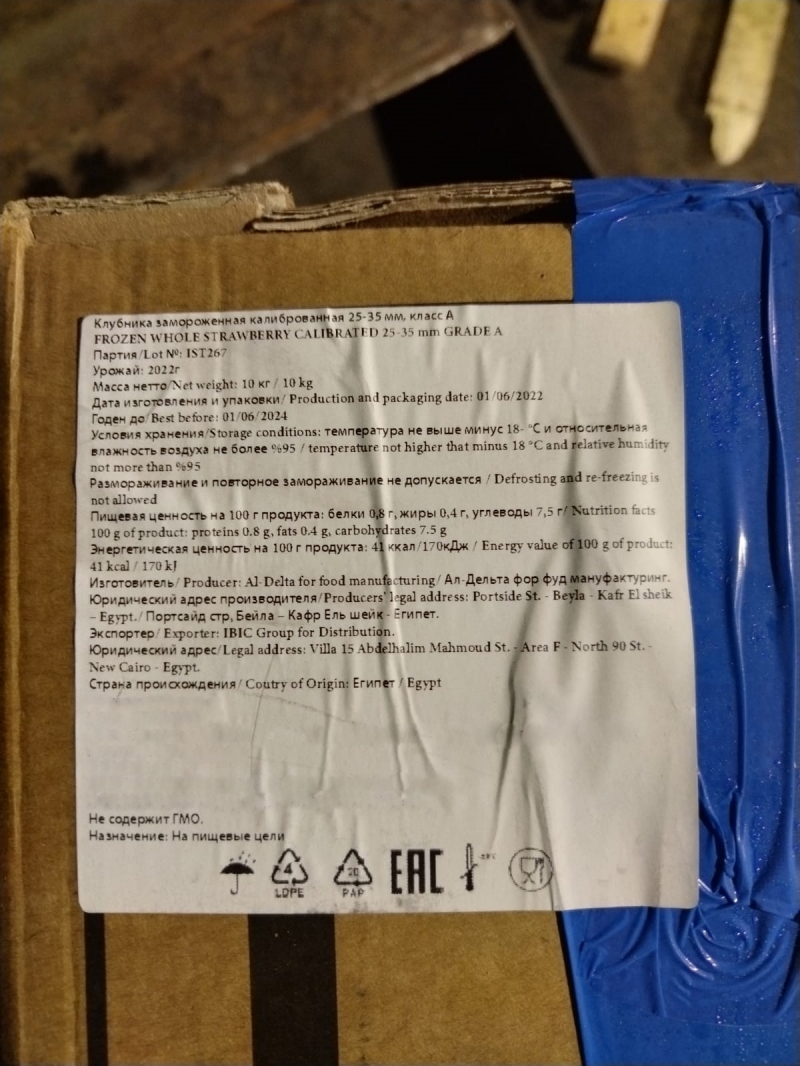 Клубника замороженная калиброванная 25-35 мм, класс А
FROZEN WHOLE STRAWBERRY CALIBRATED 25-35 mm GRADE A
Партия/Lot №: IST267
Урожай: 2022г
Масса нетто/Net weight: 10 кг / 10 kg
Дата изготовления и упаковки/ Production and packaging date: 01/06/2022
Годен до/Best before: 01/06/2024
Условия хранения/Storage conditions: температура не выше минус 18- °С и относительная
влажность воздуха не более %95 / temperature not higher that minus 18 °C and relative humidity
not more than %95
Размораживание и повторное замораживание не допускается / Defrosting and re-freezing is
not allowed
Пищевая ценность на 100 г продукта: белки 0,8 г, жиры 0,4 г, углеводы 7,5 г/ Nutrition facts
100 g of product: proteins 0.8 g, fats 0.4 g, carbohydrates 7.5 g
Энергетическая ценность на 100 г продукта: 41 ккал/170кДж / Energy value of 100 g of product:
41 kcal / 170 kJ
Изготовитель/ Producer: Al-Delta for food manufacturing/ Ал-Дельта фор фуд мануфактуринг.
Юридический адрес производителя/Producers' legal address: Portside St. - Beyla - Kafr El sheik
– Egypt./ Портсайд стр, Бейла – Кафр Ель шейк - Египет.
Экспортер/ Exporter: IBIC Group for Distribution.
Юридический адрес/Legal address: Villa 15 Abdelhalim Mahmoud St. - Area F - North 90 St. -
New Cairo - Egypt.
Страна происхождения/ Coutry of Origin: Египет / Egypt
Не содержит ГМО.
Назначение: На пищевые цели
4 LDPE
20 PAP
EAC